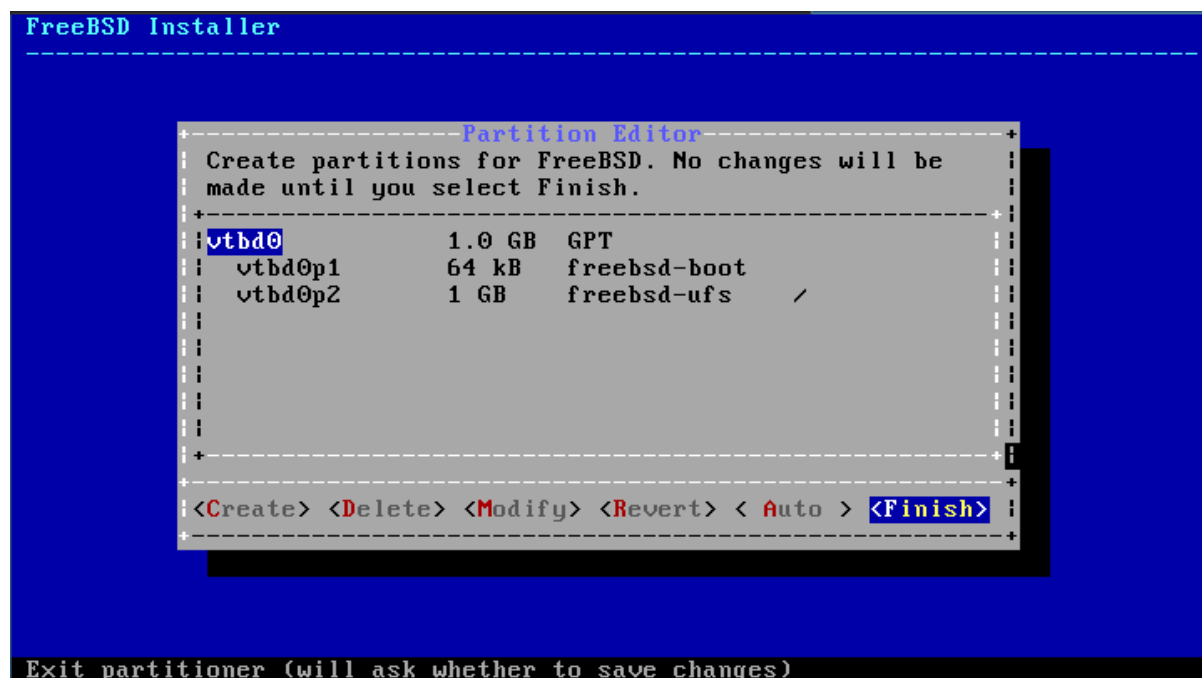 FreeBSD Installer
Partition Editor
Create partitions for FreeBSD. No changes will be
made until you select Finish.
vtbd0 1.0 GB GPT
vtbd0p1 64 kB freebsd-boot
vtbd0p2 1 GB freebsd-ufs /
<Create> <Delete> <Modify> <Revert> < Auto > <Finish>
Exit partitioner (will ask whether to save changes)